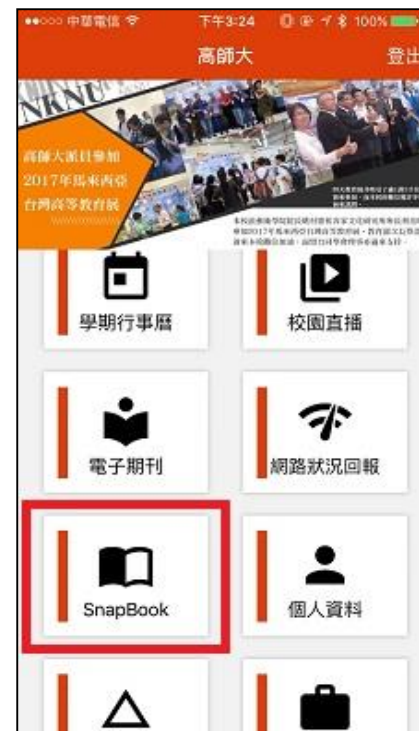 中華電信 下午3:24 100%
高師大 登出
NKNU
高師大派員參加
2017年馬來西亞
台灣高等教育展
學期行事曆 校園直播
電子期刊 網路狀況回報
SnapBook 個人資料